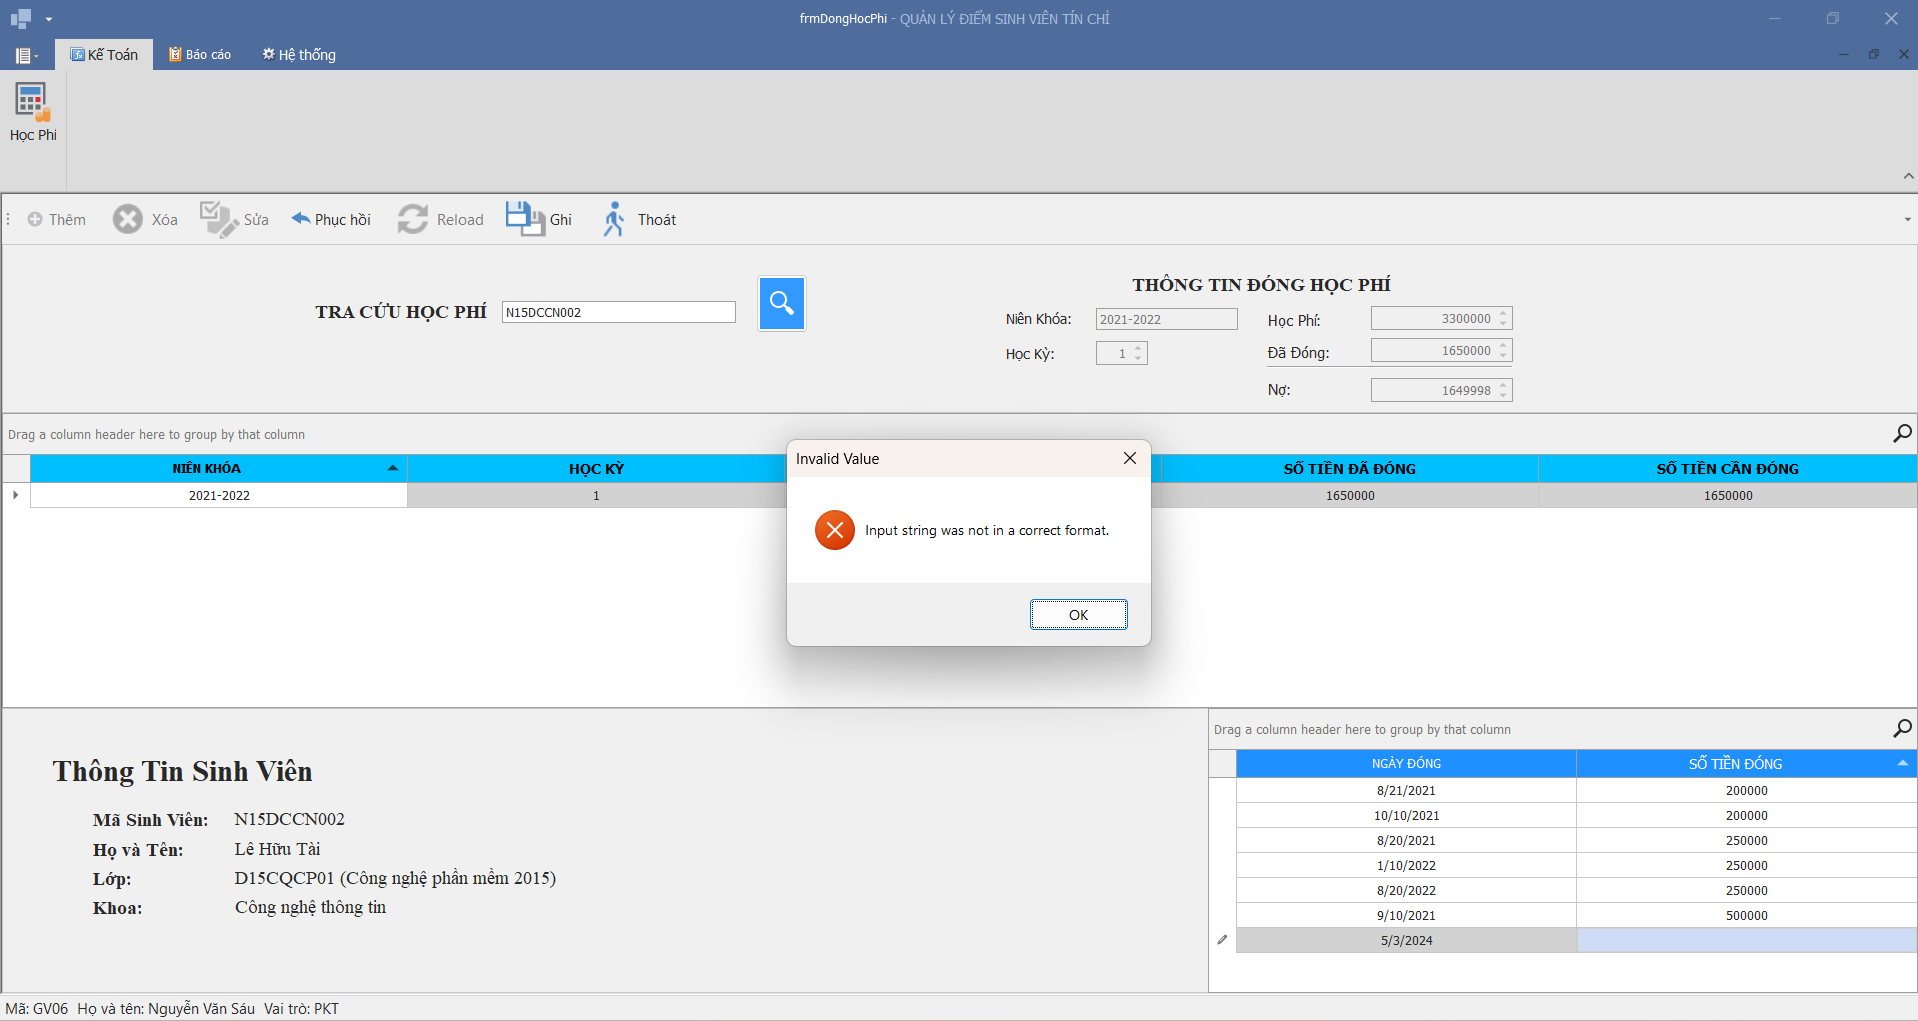 frmDongHocPhi - QUẢN LÝ ĐIỂM SINH VIÊN TÍN CHỈ
Kế Toán
Báo cáo
Hệ thống
Học Phi
Thêm
Xóa
Sửa
Phục hồi
Reload
Ghi
Thoát
TRA CỨU HỌC PHÍ
N15DCCN002
THÔNG TIN ĐÓNG HỌC PHÍ
Niên Khóa:
2021-2022
Học Phí:
3300000
Học Kỳ:
1
Đã Đóng:
1650000
Nợ:
1649998
Drag a column header here to group by that column
NIÊN KHÓA
HỌC KỲ
SỐ TIỀN ĐÃ ĐÓNG
SỐ TIỀN CẦN ĐÓNG
2021-2022
1
1650000
1650000
Invalid Value
Input string was not in a correct format.
OK
Thông Tin Sinh Viên
Mã Sinh Viên: N15DCCN002
Họ và Tên: Lê Hữu Tài
Lớp: D15CQCP01 (Công nghệ phần mềm 2015)
Khoa: Công nghệ thông tin
Drag a column header here to group by that column
NGÀY ĐÓNG
SỐ TIỀN ĐÓNG
8/21/2021 200000
10/10/2021 200000
8/20/2021 250000
1/10/2022 250000
8/20/2022 250000
9/10/2021 500000
5/3/2024
Mã: GV06 Họ và tên: Nguyễn Văn Sáu Vai trò: PKT